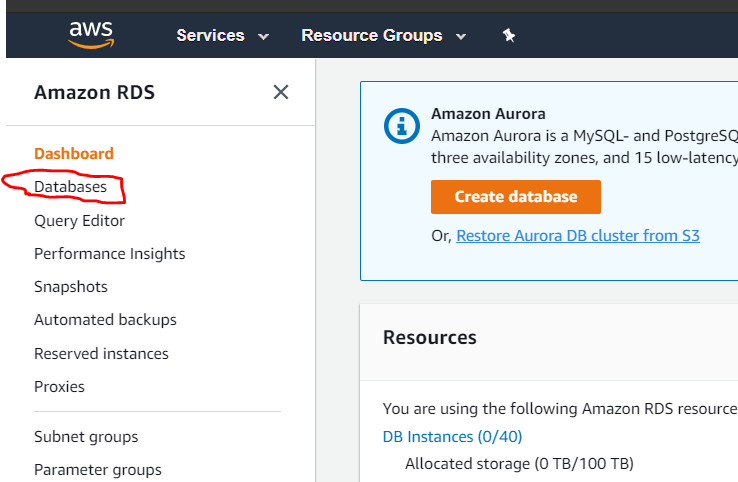 aws
Services
Resource Groups
Amazon RDS
Dashboard
Databases
Query Editor
Performance Insights
Snapshots
Automated backups
Reserved instances
Proxies
Subnet groups
Parameter groups
Amazon Aurora
Amazon Aurora is a MySQL- and PostgreSQ
three availability zones, and 15 low-latency
Create database
Or, Restore Aurora DB cluster from S3
Resources
You are using the following Amazon RDS resource
DB Instances (0/40)
Allocated storage (0 TB/100 TB)